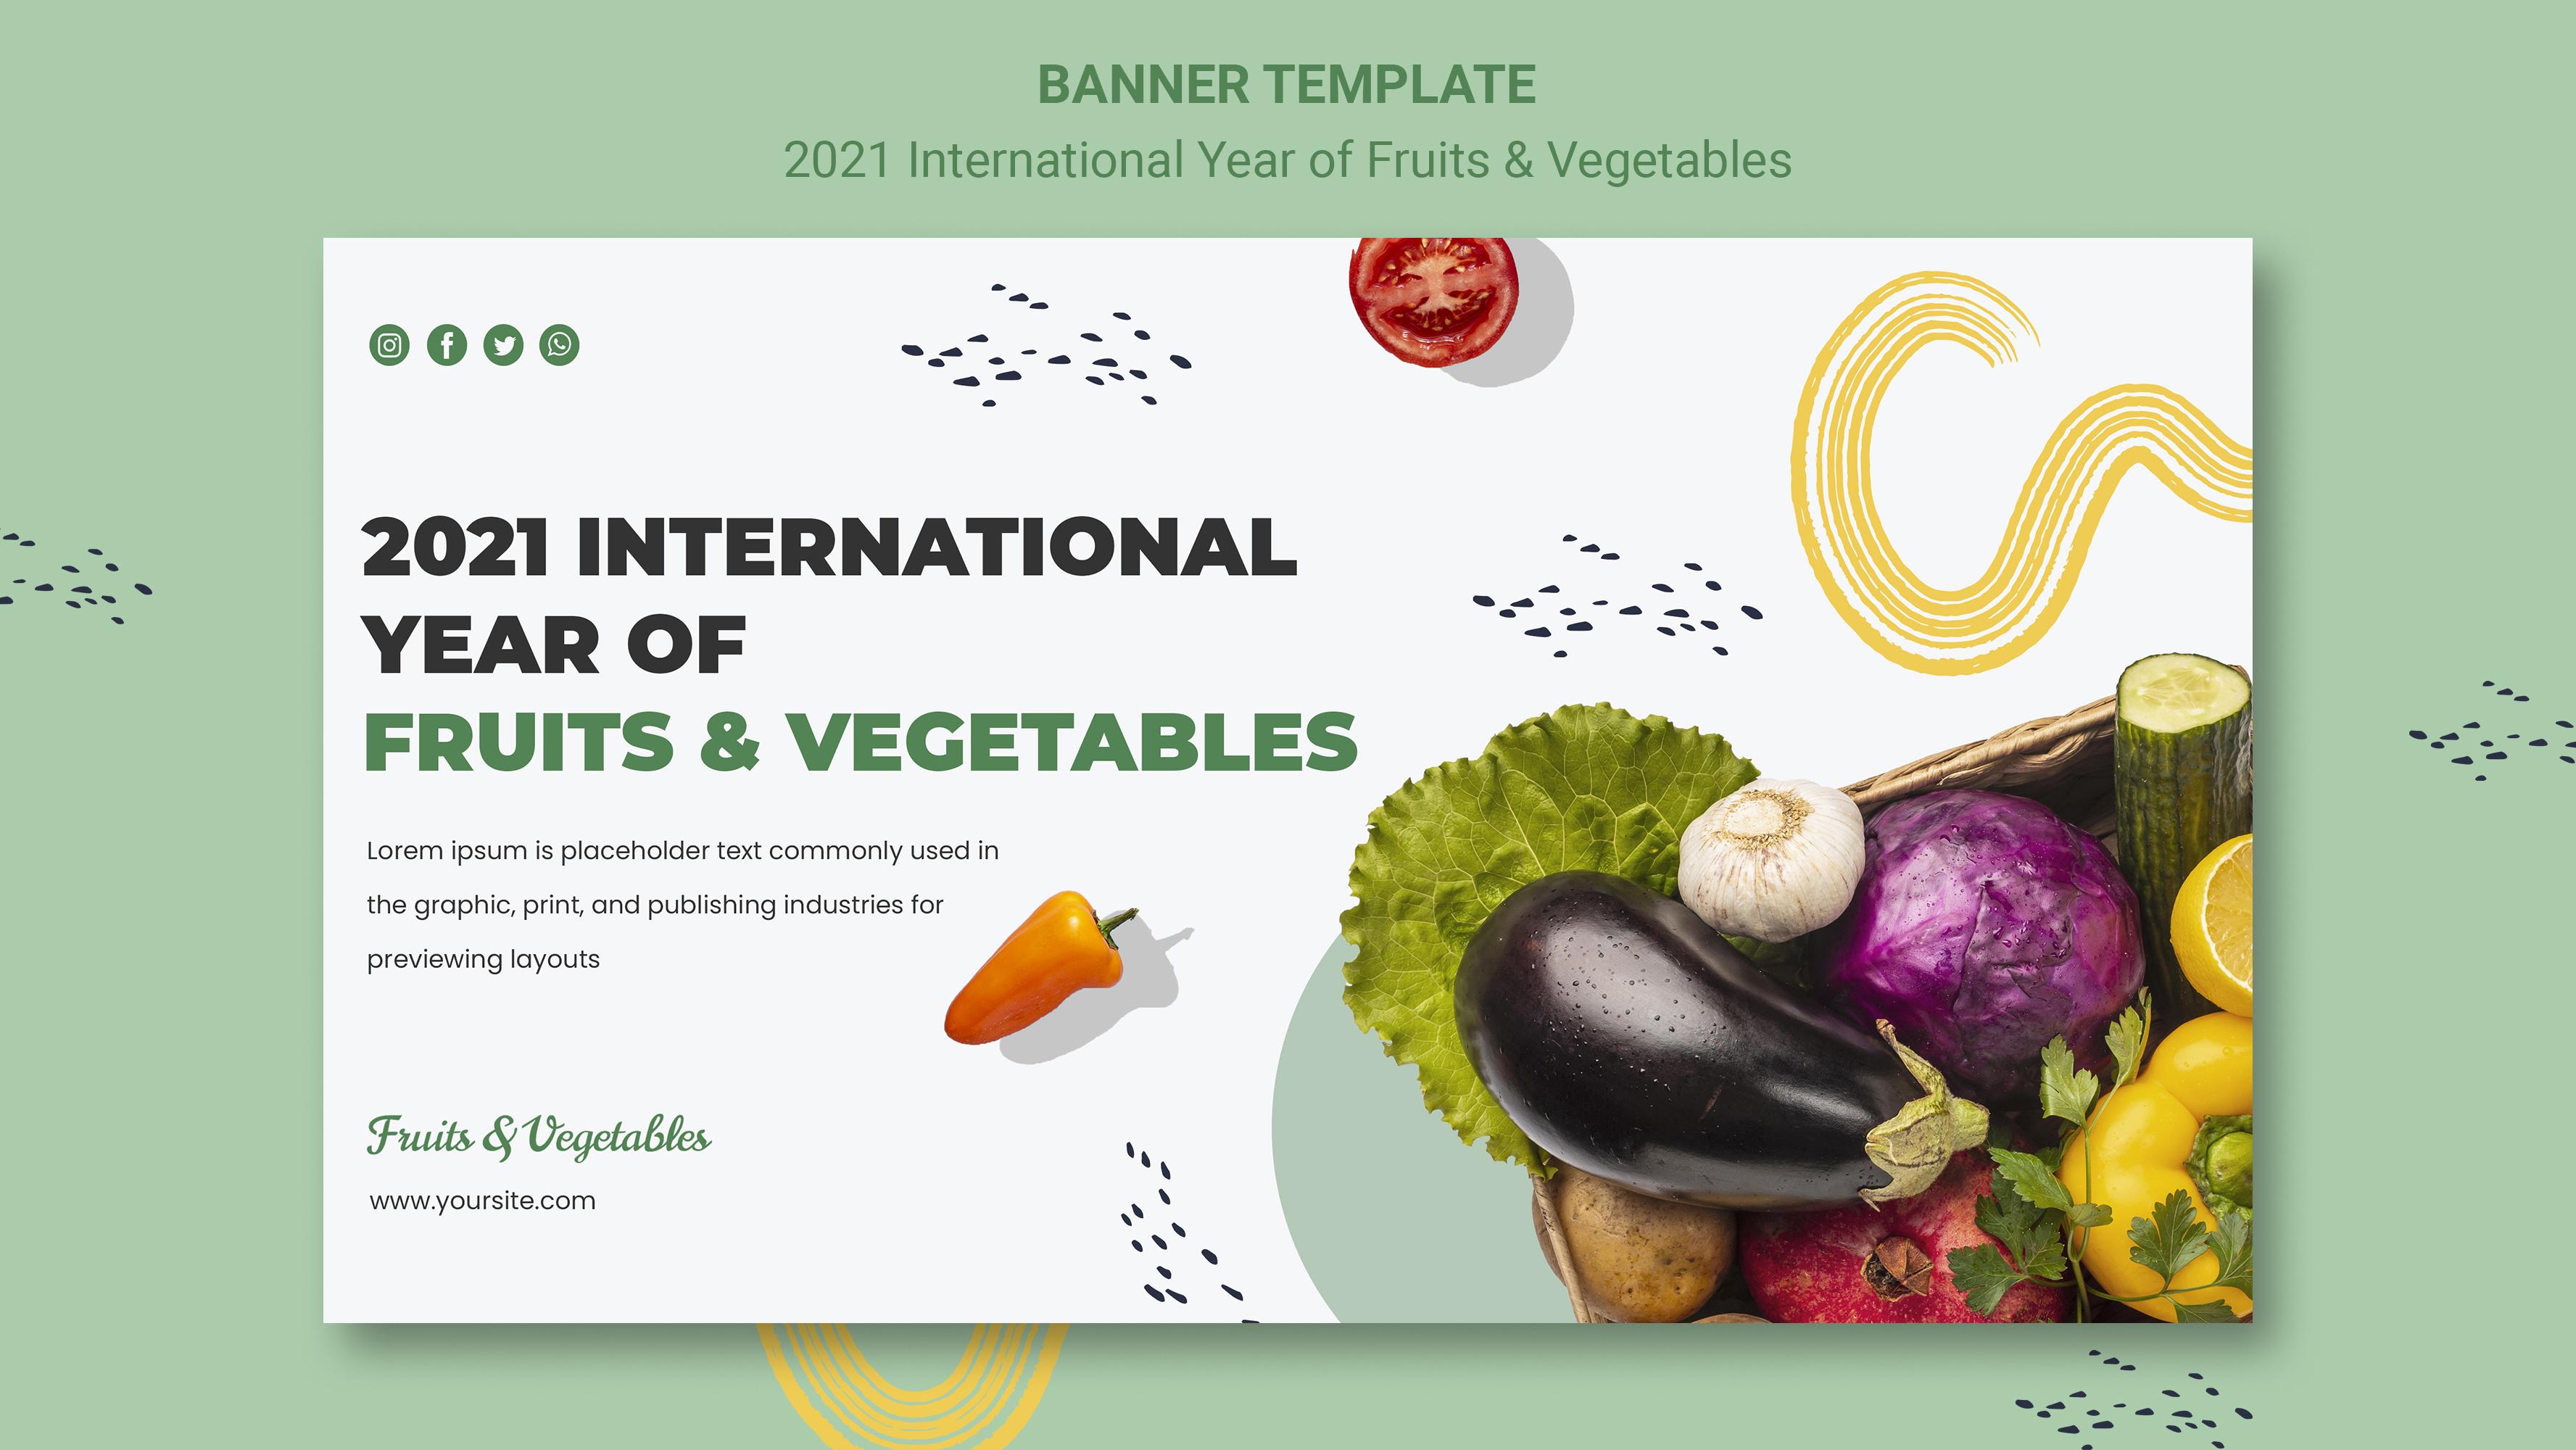 BANNER TEMPLATE
2021 International Year of Fruits & Vegetables
2021 INTERNATIONAL
YEAR OF
FRUITS & VEGETABLES
Lorem ipsum is placeholder text commonly used in
the graphic, print, and publishing industries for
previewing layouts
Fruits & Vegetables
www.yoursite.com